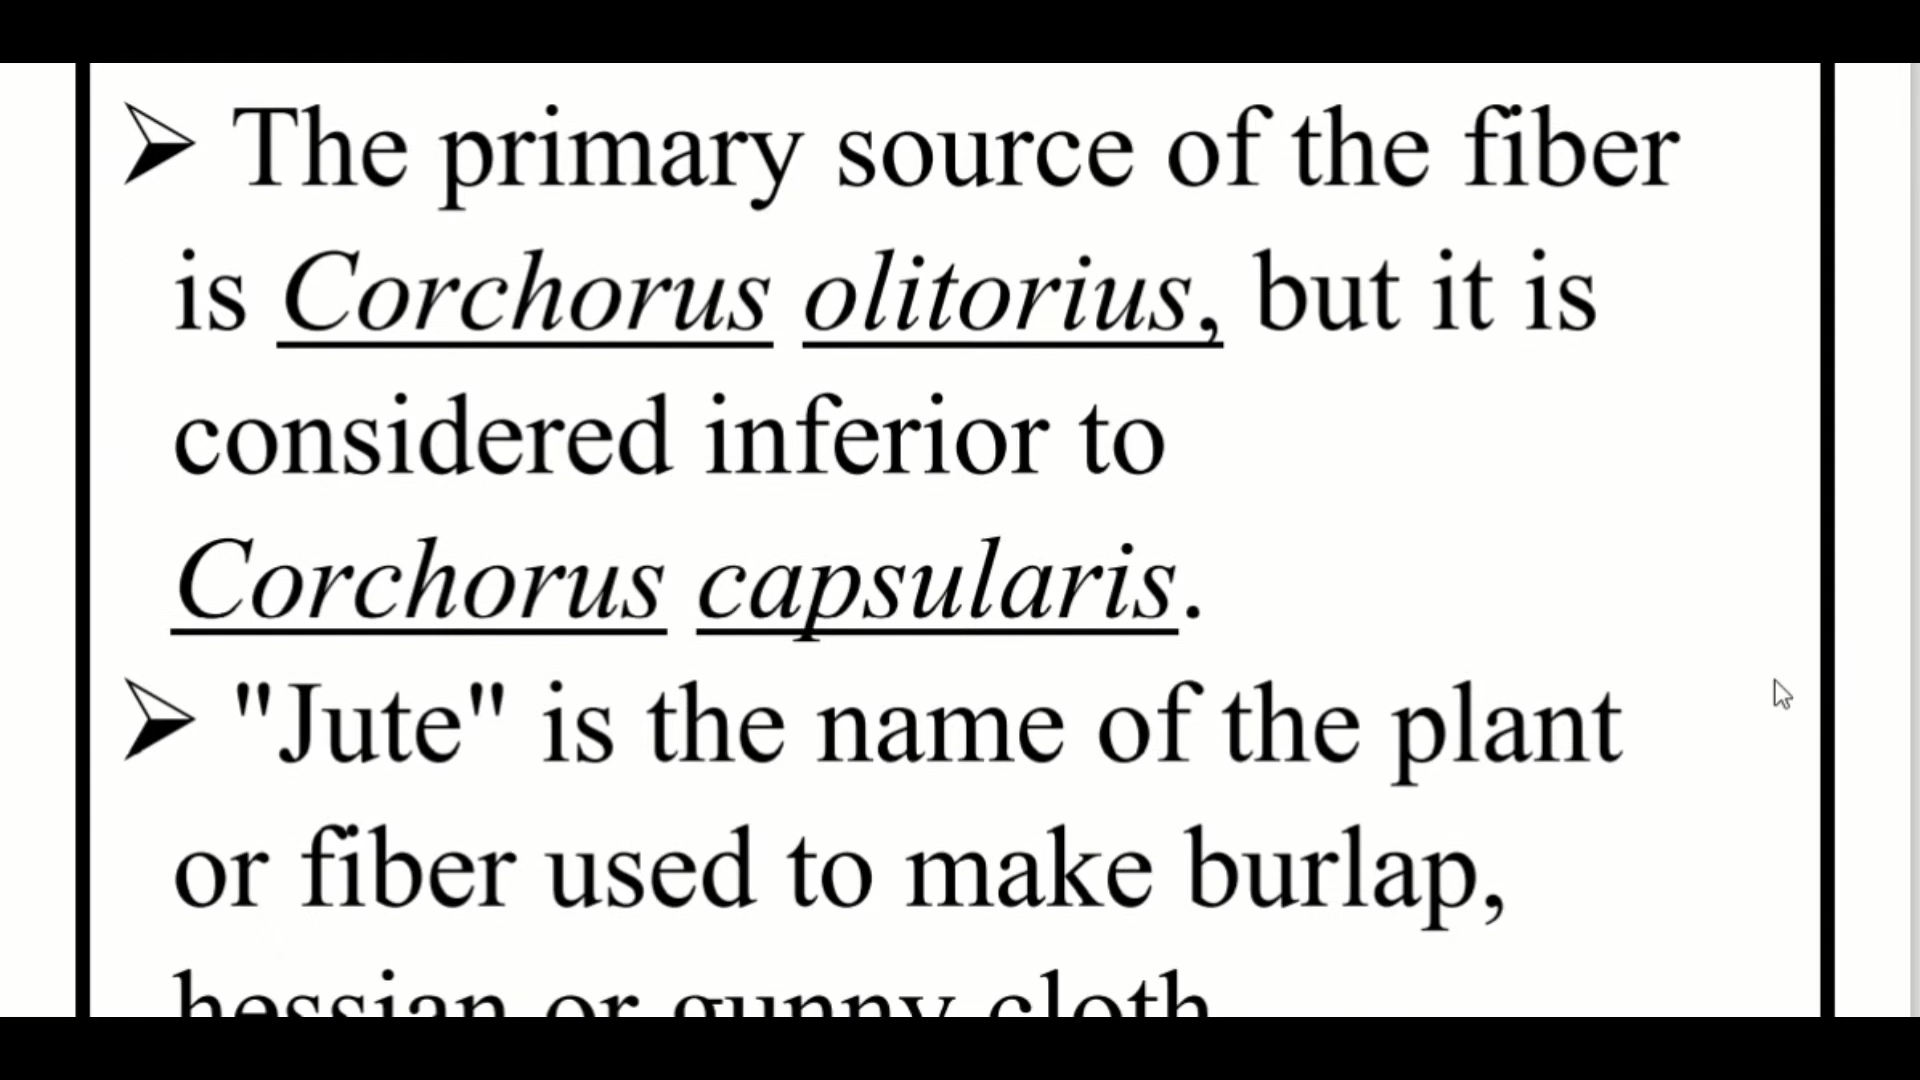 ➢ The primary source of the fiber
is Corchorus olitorius, but it is
considered inferior to
Corchorus capsularis.
➢ "Jute" is the name of the plant
or fiber used to make burlap,
hessian or gunny cloth